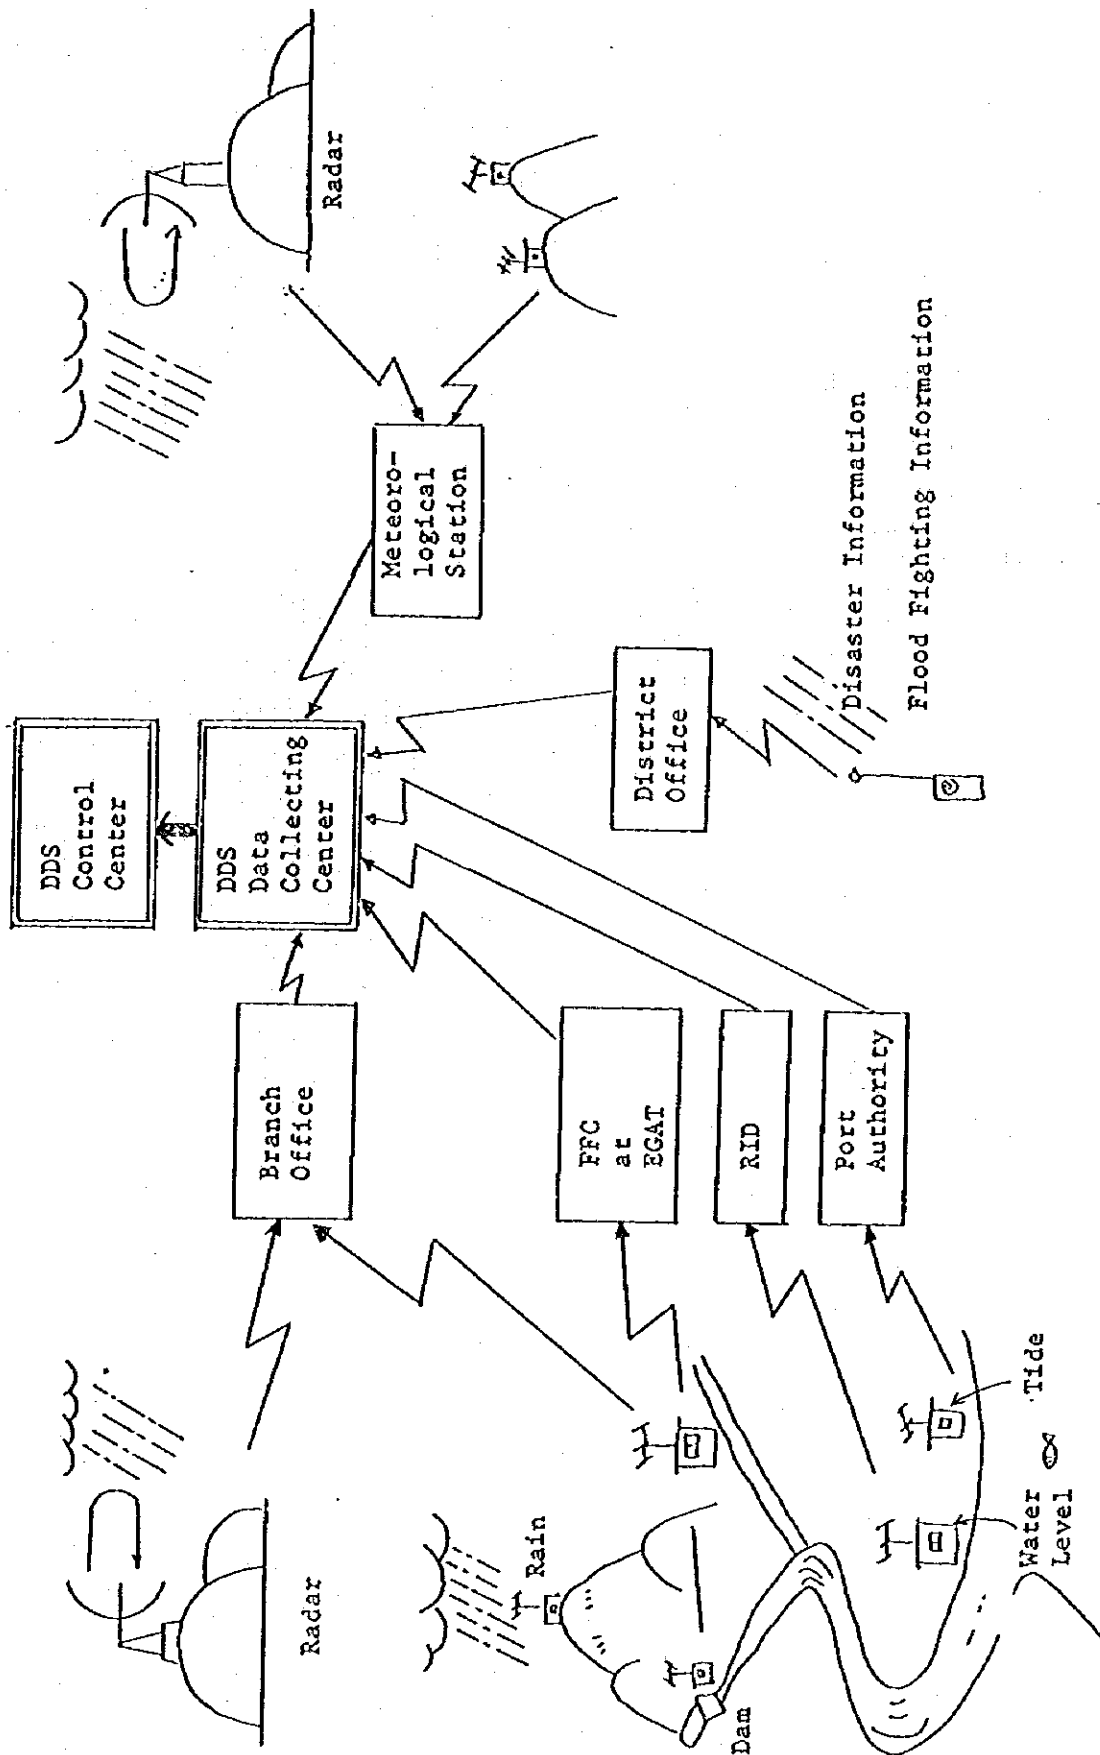 DDS
Control
Center
DDS
Data
Collecting
Center
Branch
Office
Meteoro-
logical
Station
Radar
Radar
District
Office
FFC
at
EGAT
RID
Port
Authority
Disaster Information
Flood Fighting Information
Rain
Dam
Water
Level
Tide